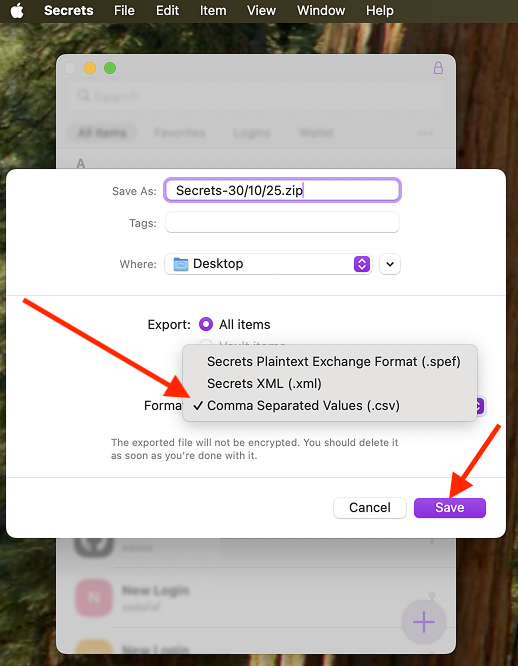 Secrets File Edit Item View Window Help
Search
All Items Favorites Logins Wallet
A
Save As: Secrets-30/10/25.zip
Tags:
Where: Desktop
Export: All items
Vault items
Secrets Plaintext Exchange Format (.spef)
Secrets XML (.xml)
Format ✓ Comma Separated Values (.csv)
The exported file will not be encrypted. You should delete it
as soon as you're done with it.
Cancel Save
N New Login
New Login